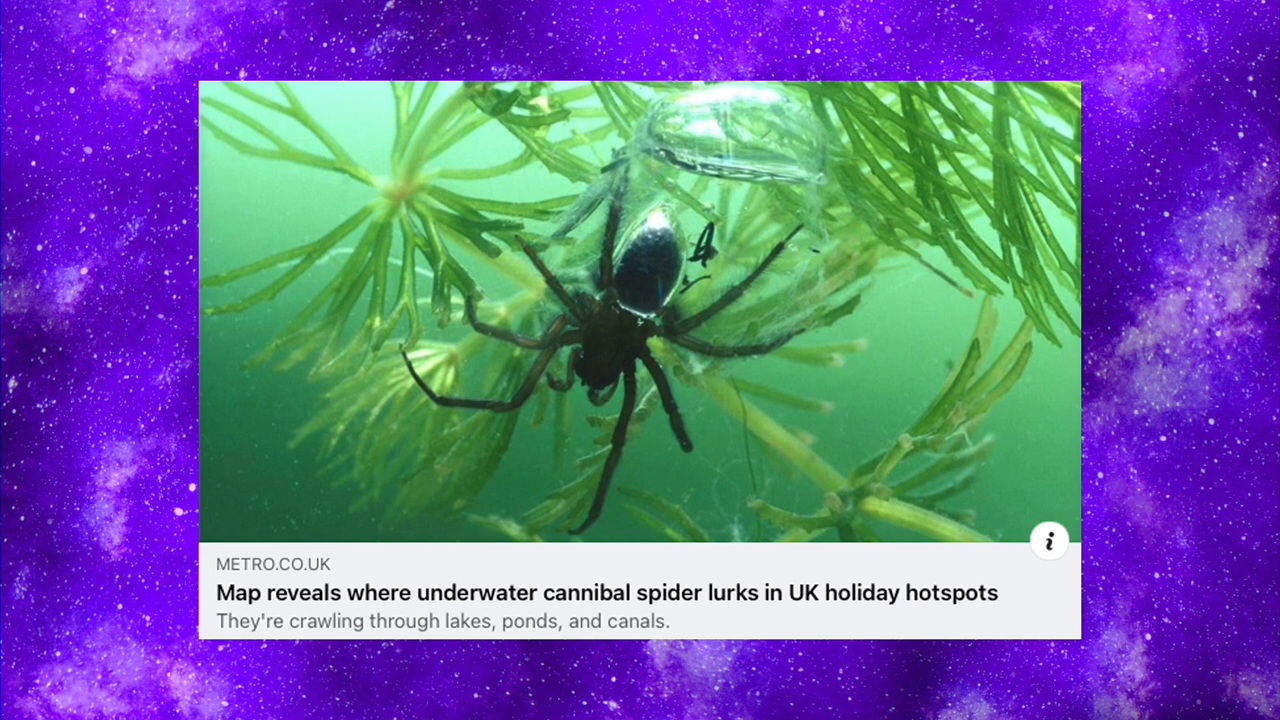 METRO.CO.UK
Map reveals where underwater cannibal spider lurks in UK holiday hotspots
They're crawling through lakes, ponds, and canals.